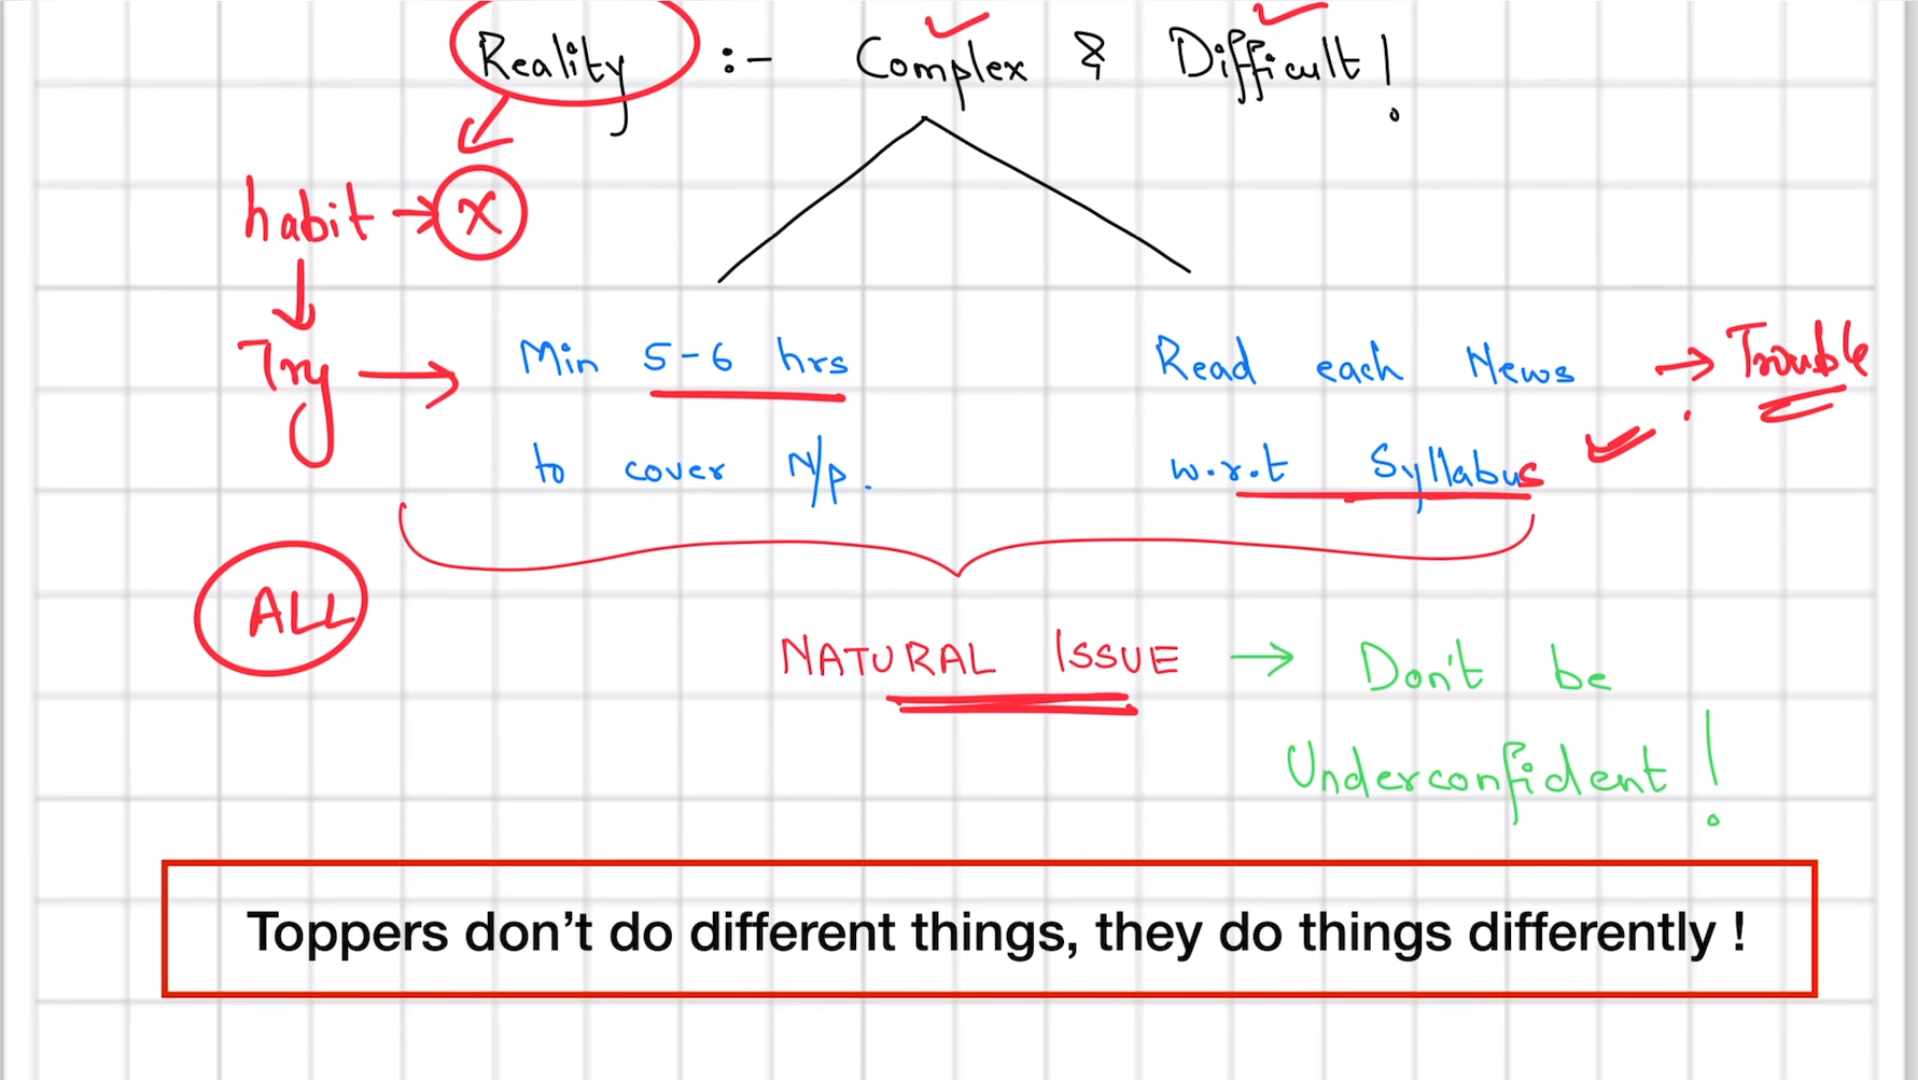 Reality :- Complex & Difficult!
habit → X
Try → Min 5-6 hrs
to cover N/p.
Read each News → Trouble
w.r.t Syllabus
ALL
NATURAL ISSUE → Don't be
Underconfident!
Toppers don’t do different things, they do things differently !